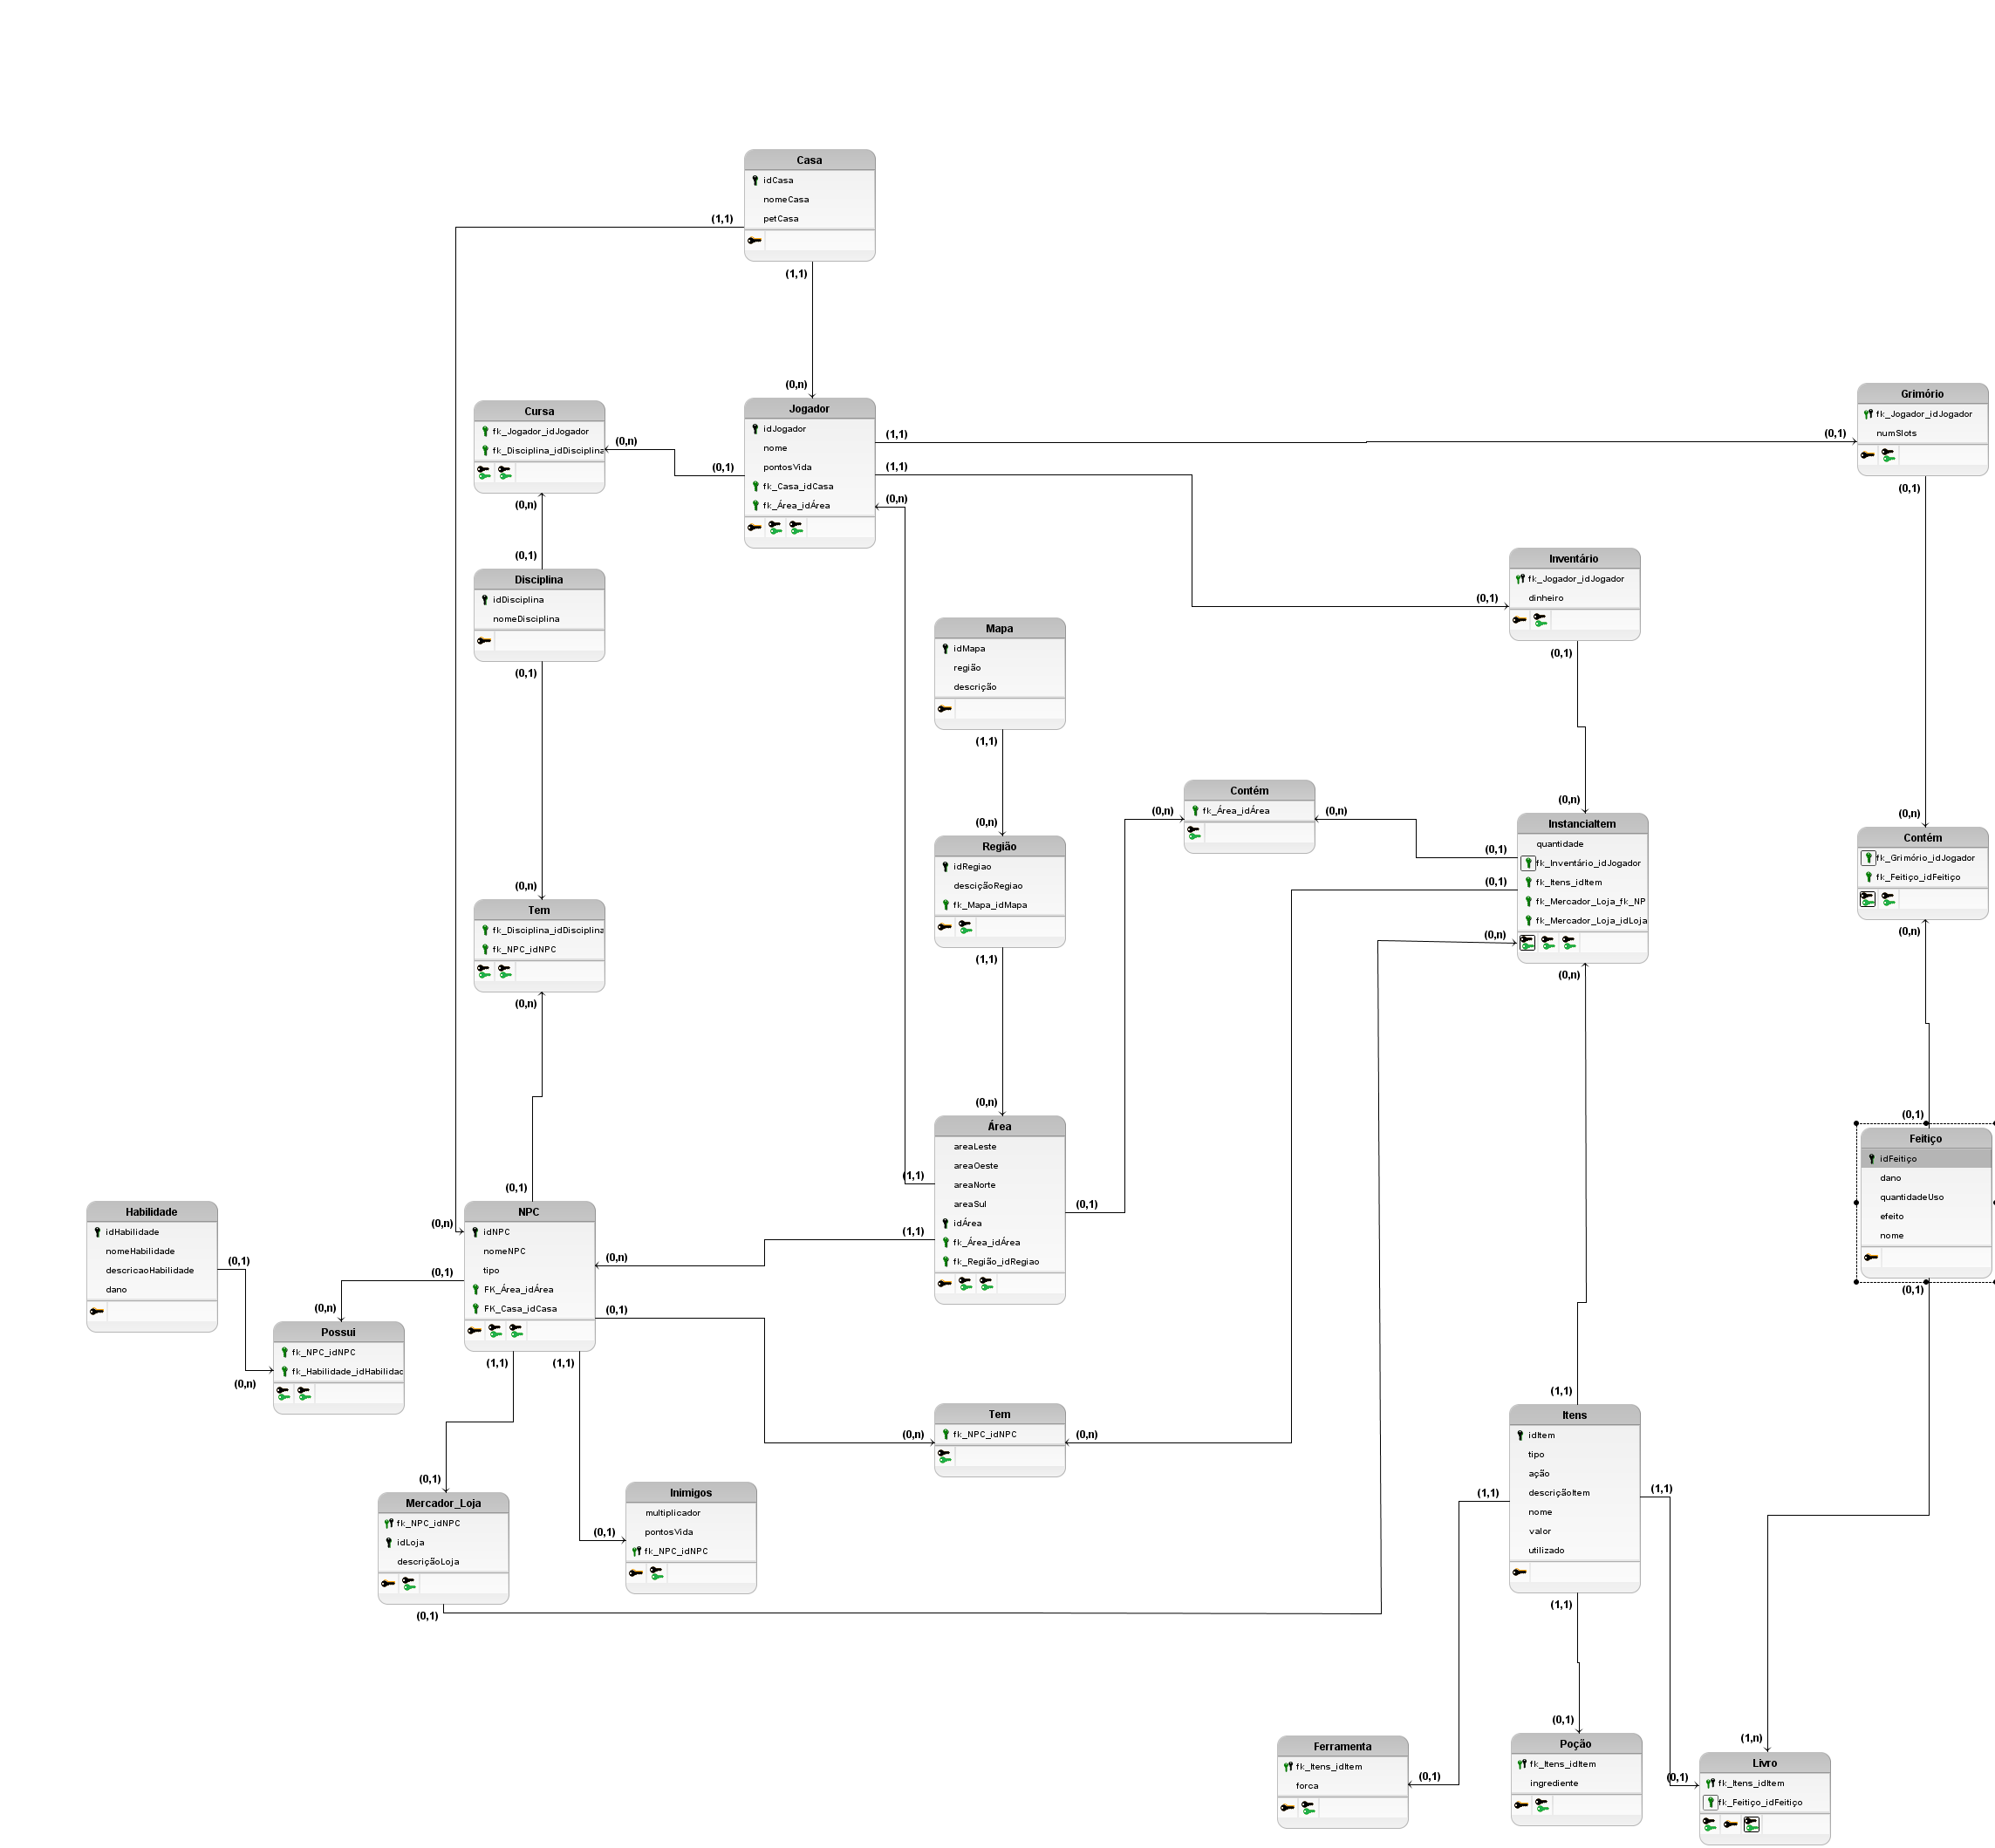 Casa
idCasa
nomeCasa
petCasa
(1,1)
(1,1)
(0,n)
Cursa
fk_Jogador_idJogador
fk_Disciplina_idDisciplina
(0,n)
(0,1)
(0,n)
(0,1)
Jogador
idJogador
nome
pontosVida
fk_Casa_idCasa
fk_Área_idÁrea
(1,1)
(1,1)
(0,n)
(0,1)
Grimório
fk_Jogador_idJogador
numSlots
(0,1)
Disciplina
idDisciplina
nomeDisciplina
(0,1)
Inventário
fk_Jogador_idJogador
dinheiro
(0,1)
(0,1)
Mapa
idMapa
região
descrição
(1,1)
(0,n)
Região
idRegiao
desciçãoRegiao
fk_Mapa_idMapa
(1,1)
Contém
fk_Área_idÁrea
(0,n)
(0,n)
(0,n)
InstanciaItem
quantidade
fk_Inventário_idJogador
fk_Itens_idItem
fk_Mercador_Loja_fk_NP
fk_Mercador_Loja_idLoja
(0,1)
(0,1)
(0,n)
(0,n)
(0,n)
Contém
fk_Grimório_idJogador
fk_Feitiço_idFeitiço
(0,n)
(0,n)
Tem
fk_Disciplina_idDisciplina
fk_NPC_idNPC
(0,n)
(0,1)
(0,n)
Área
areaLeste
areaOeste
areaNorte
areaSul
idÁrea
fk_Área_idÁrea
fk_Região_idRegiao
(1,1)
(1,1)
(0,1)
(0,1)
Feitiço
idFeitiço
dano
quantidadeUso
efeito
nome
(0,1)
Habilidade
idHabilidade
nomeHabilidade
descricaoHabilidade
dano
(0,1)
(0,n)
NPC
idNPC
nomeNPC
tipo
FK_Área_idÁrea
FK_Casa_idCasa
(0,n)
(0,1)
(0,n)
(0,1)
(1,1)
(1,1)
Possui
fk_NPC_idNPC
fk_Habilidade_idHabilidad
(0,n)
Tem
fk_NPC_idNPC
(0,n)
(0,n)
(1,1)
Itens
idItem
tipo
ação
descriçãoItem
nome
valor
utilizado
(1,1)
(1,1)
(1,1)
(0,1)
Mercador_Loja
fk_NPC_idNPC
idLoja
descriçãoLoja
(0,1)
(0,1)
Inimigos
multiplicador
pontosVida
fk_NPC_idNPC
Ferramenta
fk_Itens_idItem
forca
(0,1)
(0,1)
Poção
fk_Itens_idItem
ingrediente
(1,n)
(0,1)
Livro
fk_Itens_idItem
fk_Feitiço_idFeitiço